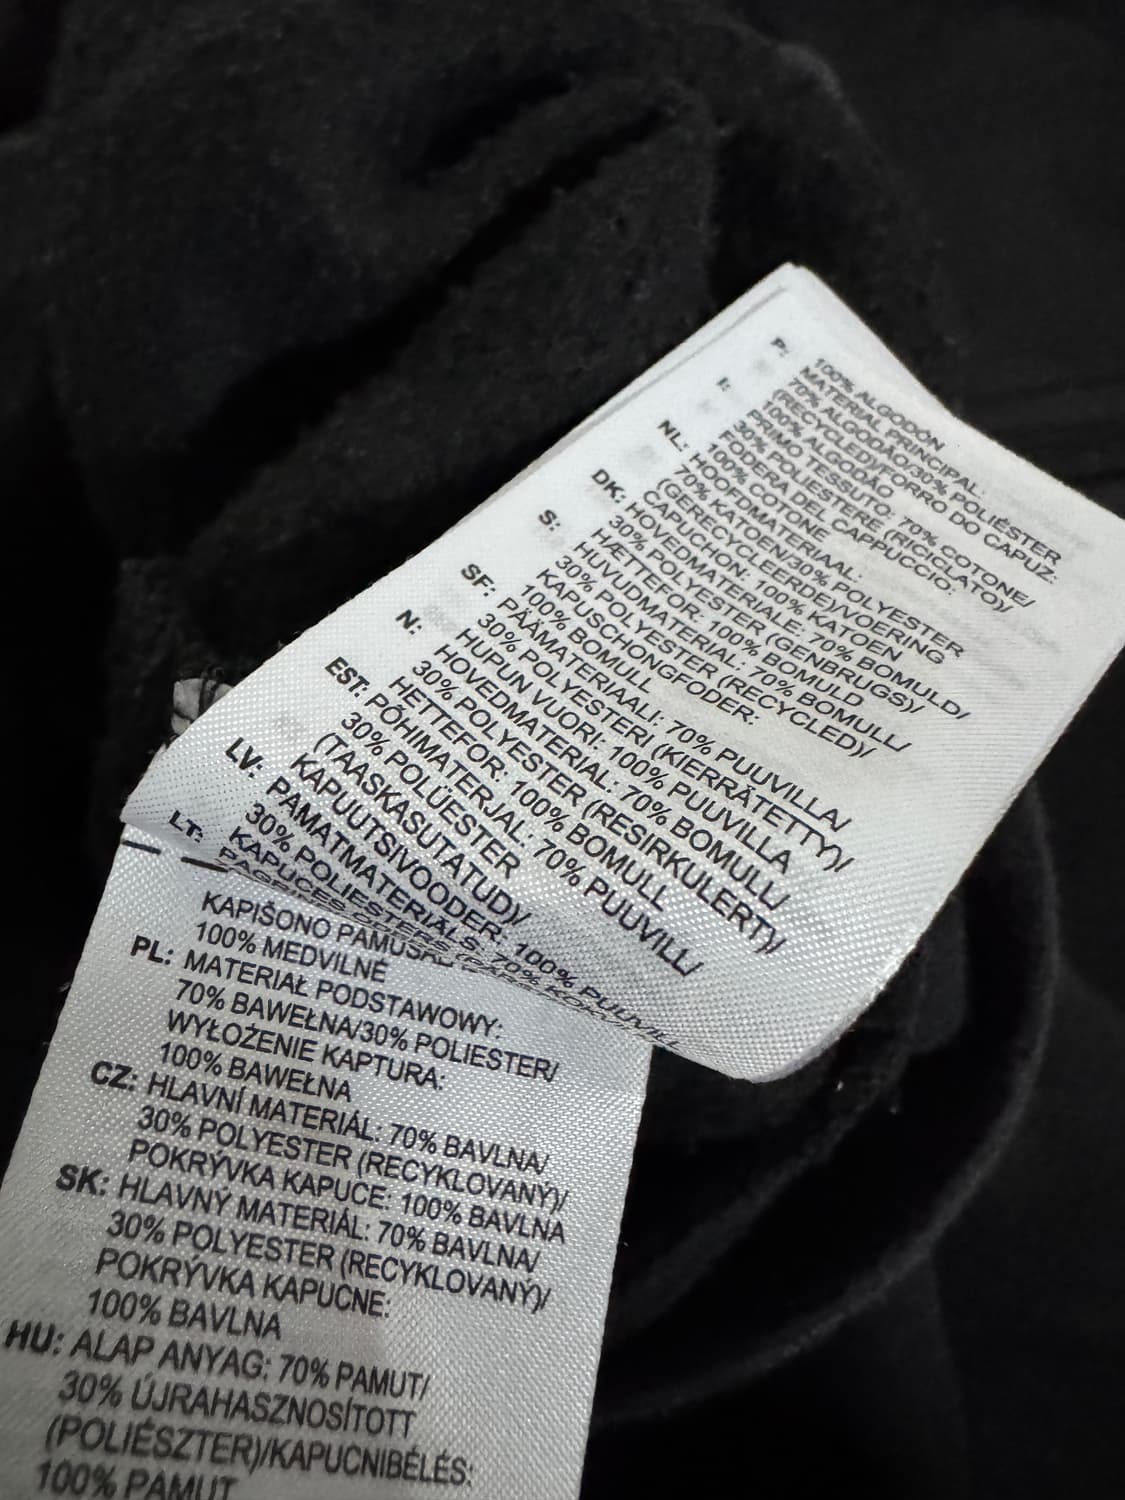 100% ALGODÓN
P: MATERIAL PRINCIPAL:
70% ALGODÃO/30% POLIÉSTER
(RECYCLED)/FORRO DO CAPUZ:
100% ALGODÃO
I: PRIMO TESSUTO: 70% COTONE/
30% POLIESTERE (RICICLATO)/
FODERA DEL CAPPUCCIO:
100% COTONE
NL: HOOFDMATERIAAL:
70% KATOEN/30% POLYESTER
(GERECYCLEERDE)/VOERING
CAPUCHON: 100% KATOEN
DK: HOVEDMATERIALE: 70% BOMULD/
30% POLYESTER (GENBRUGS)/
HÆTTEFOR: 100% BOMULD
S: HUVUDMATERIAL: 70% BOMULL/
30% POLYESTER (RECYCLED)/
KAPUSCHONGFODER:
100% BOMULL
SF: PÄÄMATERIAALI: 70% PUUVILLA/
30% POLYESTERI (KIERRÄTETTY)/
HUPUN VUORI: 100% PUUVILLA
N: HOVEDMATERIAL: 70% BOMULL/
30% POLYESTER (RESIRKULERT)/
HETTEFOR: 100% BOMULL
EST: PÕHIMATERJAL: 70% PUUVILL/
30% POLÜESTER
(TAASKASUTATUD)/
KAPUUTSIVOODER: 100% PUUVILL
LV: PAMATMATERIĀLS: 70% KOKVILNA
30% POLIESTERS
KAPUCES ODERE:
LT: PAGR
KAPIŠONO PAMUŠ
100% MEDVILNĖ
PL: MATERIAŁ PODSTAWOWY:
70% BAWEŁNA/30% POLIESTER/
WYŁOŻENIE KAPTURA:
100% BAWEŁNA
CZ: HLAVNÍ MATERIÁL: 70% BAVLNA/
30% POLYESTER (RECYKLOVANÝ)/
POKRÝVKA KAPUCE: 100% BAVLNA
SK: HLAVNÝ MATERIÁL: 70% BAVLNA/
30% POLYESTER (RECYKLOVANÝ)/
POKRÝVKA KAPUCNE:
100% BAVLNA
HU: ALAP ANYAG: 70% PAMUT/
30% ÚJRAHASZNOSÍTOTT
(POLIÉSZTER)/KAPUCNIBÉLÉS:
100% PAMUT